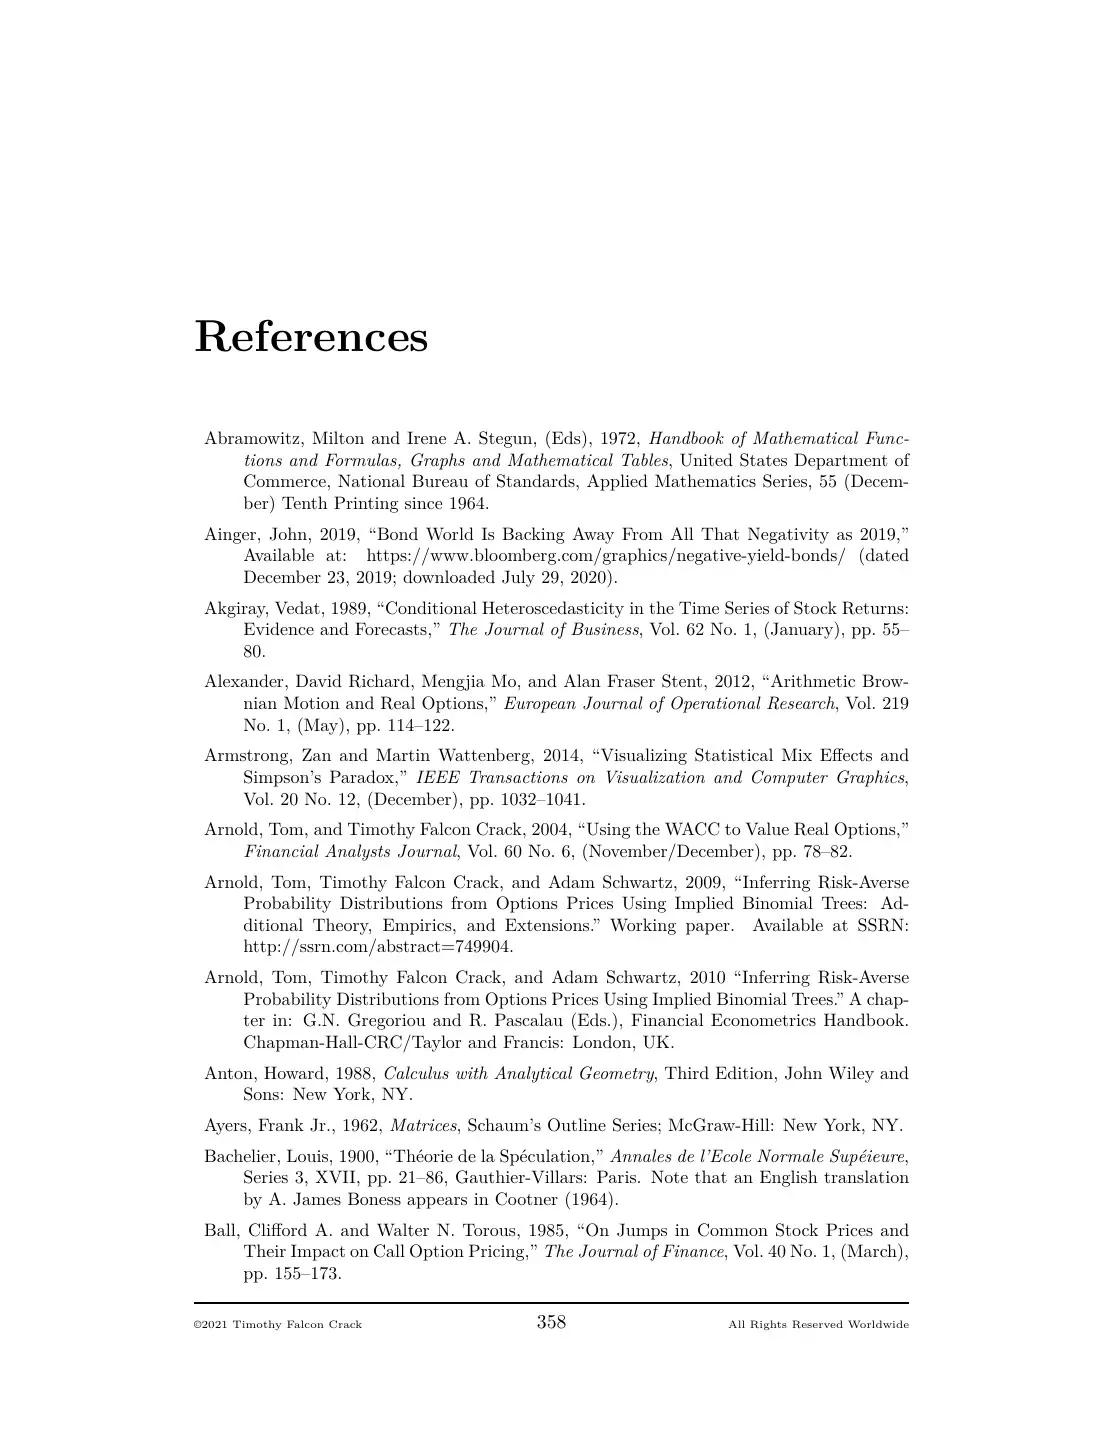 References
Abramowitz, Milton and Irene A. Stegun, (Eds), 1972, Handbook of Mathematical Func-
tions and Formulas, Graphs and Mathematical Tables, United States Department of
Commerce, National Bureau of Standards, Applied Mathematics Series, 55 (Decem-
ber) Tenth Printing since 1964.
Ainger, John, 2019, “Bond World Is Backing Away From All That Negativity as 2019,”
Available at: https://www.bloomberg.com/graphics/negative-yield-bonds/ (dated
December 23, 2019; downloaded July 29, 2020).
Akgiray, Vedat, 1989, “Conditional Heteroscedasticity in the Time Series of Stock Returns:
Evidence and Forecasts,” The Journal of Business, Vol. 62 No. 1, (January), pp. 55–
80.
Alexander, David Richard, Mengjia Mo, and Alan Fraser Stent, 2012, “Arithmetic Brow-
nian Motion and Real Options,” European Journal of Operational Research, Vol. 219
No. 1, (May), pp. 114–122.
Armstrong, Zan and Martin Wattenberg, 2014, “Visualizing Statistical Mix Effects and
Simpson’s Paradox,” IEEE Transactions on Visualization and Computer Graphics,
Vol. 20 No. 12, (December), pp. 1032–1041.
Arnold, Tom, and Timothy Falcon Crack, 2004, “Using the WACC to Value Real Options,”
Financial Analysts Journal, Vol. 60 No. 6, (November/December), pp. 78–82.
Arnold, Tom, Timothy Falcon Crack, and Adam Schwartz, 2009, “Inferring Risk-Averse
Probability Distributions from Options Prices Using Implied Binomial Trees: Ad-
ditional Theory, Empirics, and Extensions.” Working paper. Available at SSRN:
http://ssrn.com/abstract=749904.
Arnold, Tom, Timothy Falcon Crack, and Adam Schwartz, 2010 “Inferring Risk-Averse
Probability Distributions from Options Prices Using Implied Binomial Trees.” A chap-
ter in: G.N. Gregoriou and R. Pascalau (Eds.), Financial Econometrics Handbook.
Chapman-Hall-CRC/Taylor and Francis: London, UK.
Anton, Howard, 1988, Calculus with Analytical Geometry, Third Edition, John Wiley and
Sons: New York, NY.
Ayers, Frank Jr., 1962, Matrices, Schaum’s Outline Series; McGraw-Hill: New York, NY.
Bachelier, Louis, 1900, “Théorie de la Spéculation,” Annales de l’Ecole Normale Supéieure,
Series 3, XVII, pp. 21–86, Gauthier-Villars: Paris. Note that an English translation
by A. James Boness appears in Cootner (1964).
Ball, Clifford A. and Walter N. Torous, 1985, “On Jumps in Common Stock Prices and
Their Impact on Call Option Pricing,” The Journal of Finance, Vol. 40 No. 1, (March),
pp. 155–173.
©2021 Timothy Falcon Crack 358 All Rights Reserved Worldwide